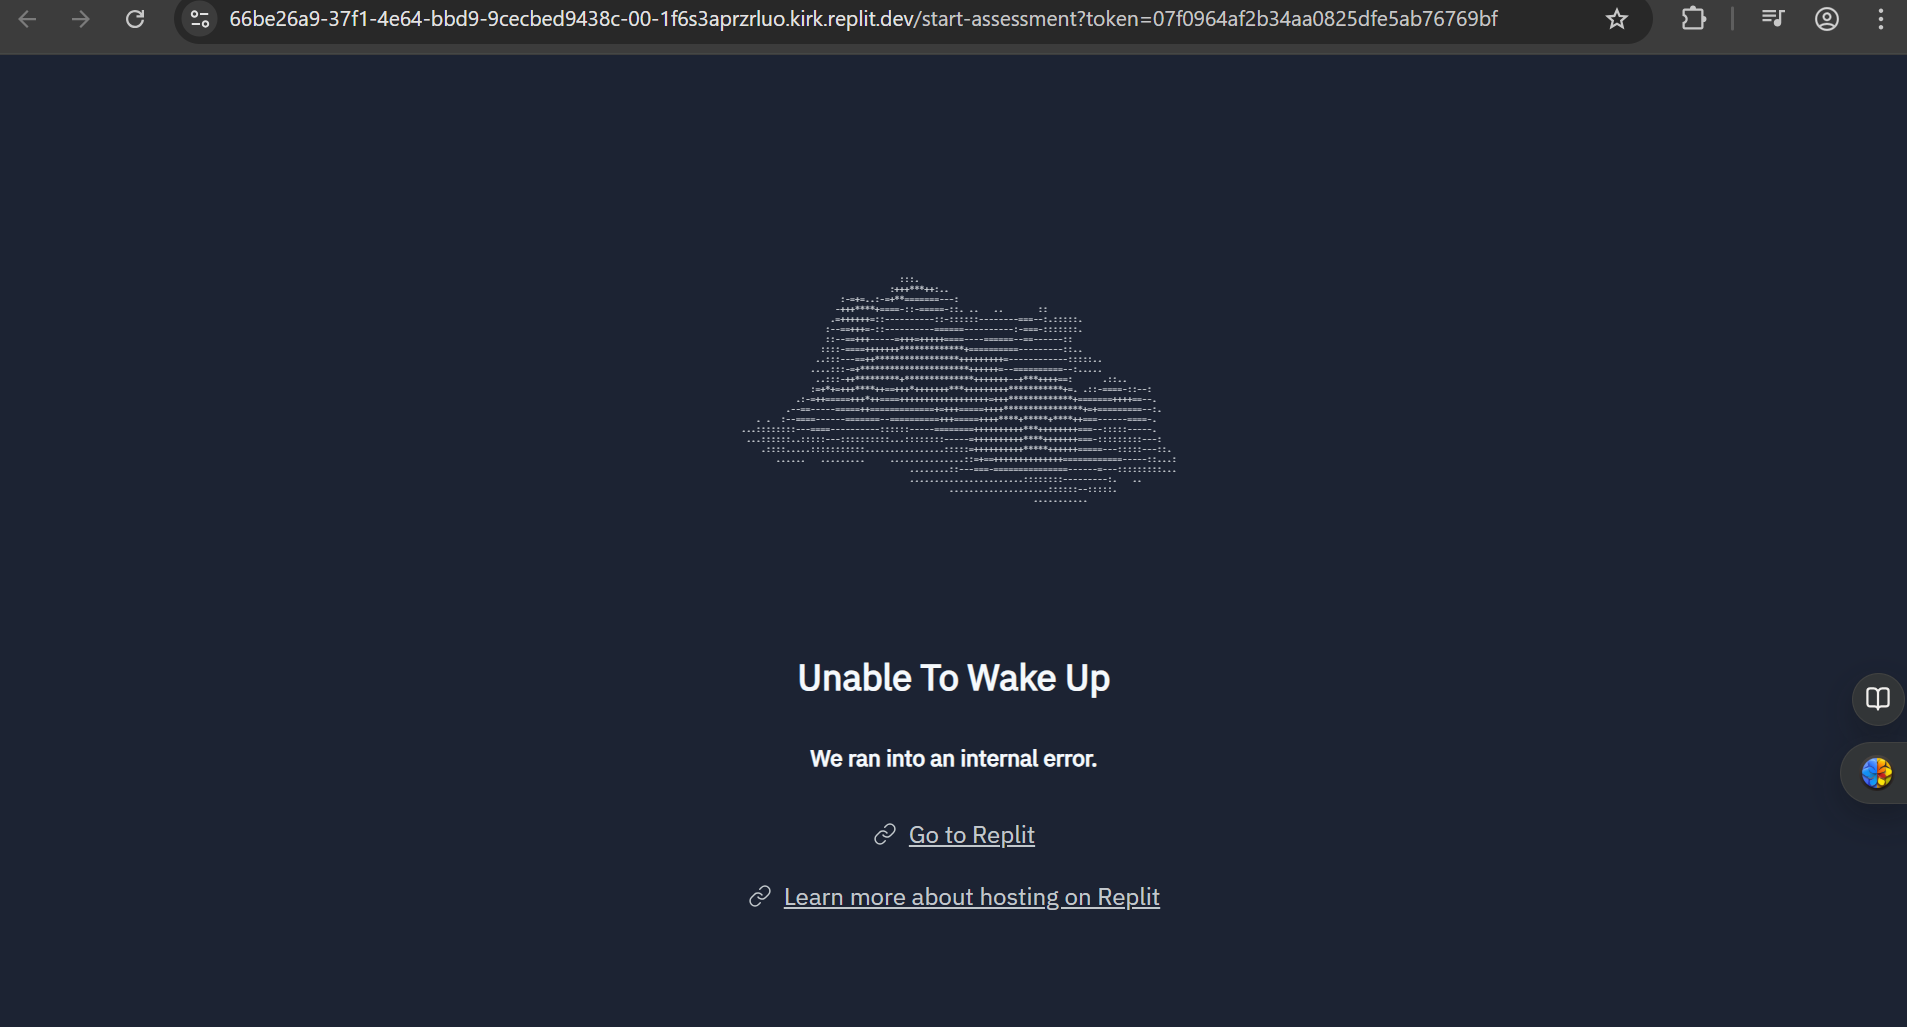 66be26a9-37f1-4e64-bbd9-9cecbed9438c-00-1f6s3aprzrluo.kirk.replit.dev/start-assessment?token=07f0964af2b34aa0825dfe5ab76769bf
Unable To Wake Up
We ran into an internal error.
Go to Replit
Learn more about hosting on Replit